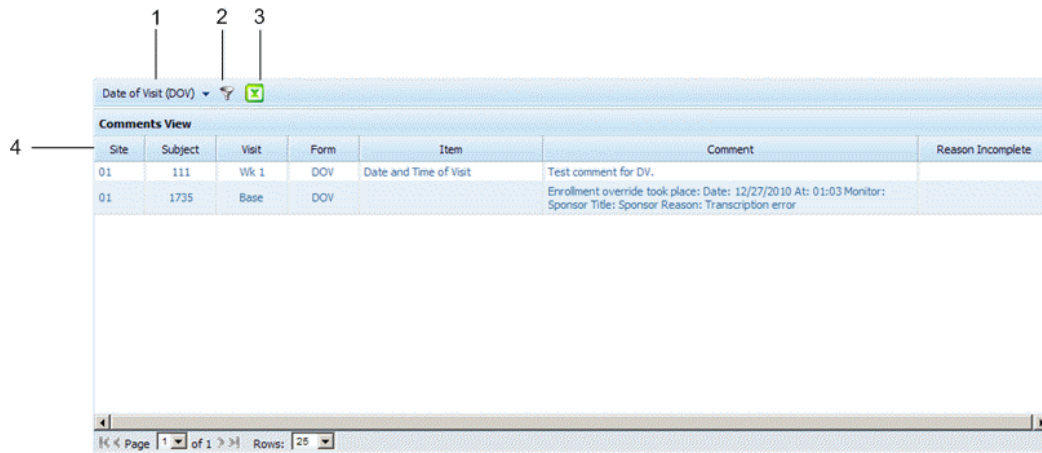 1 2 3
Date of Visit (DOV)
Comments View
4
Site Subject Visit Form Item Comment Reason Incomplete
01 111 Wk 1 DOV Date and Time of Visit Test comment for DV.
01 1735 Base DOV Enrollment override took place: Date: 12/27/2010 At: 01:03 Monitor:
Sponsor Title: Sponsor Reason: Transcription error
Page 1 of 1 Rows: 25